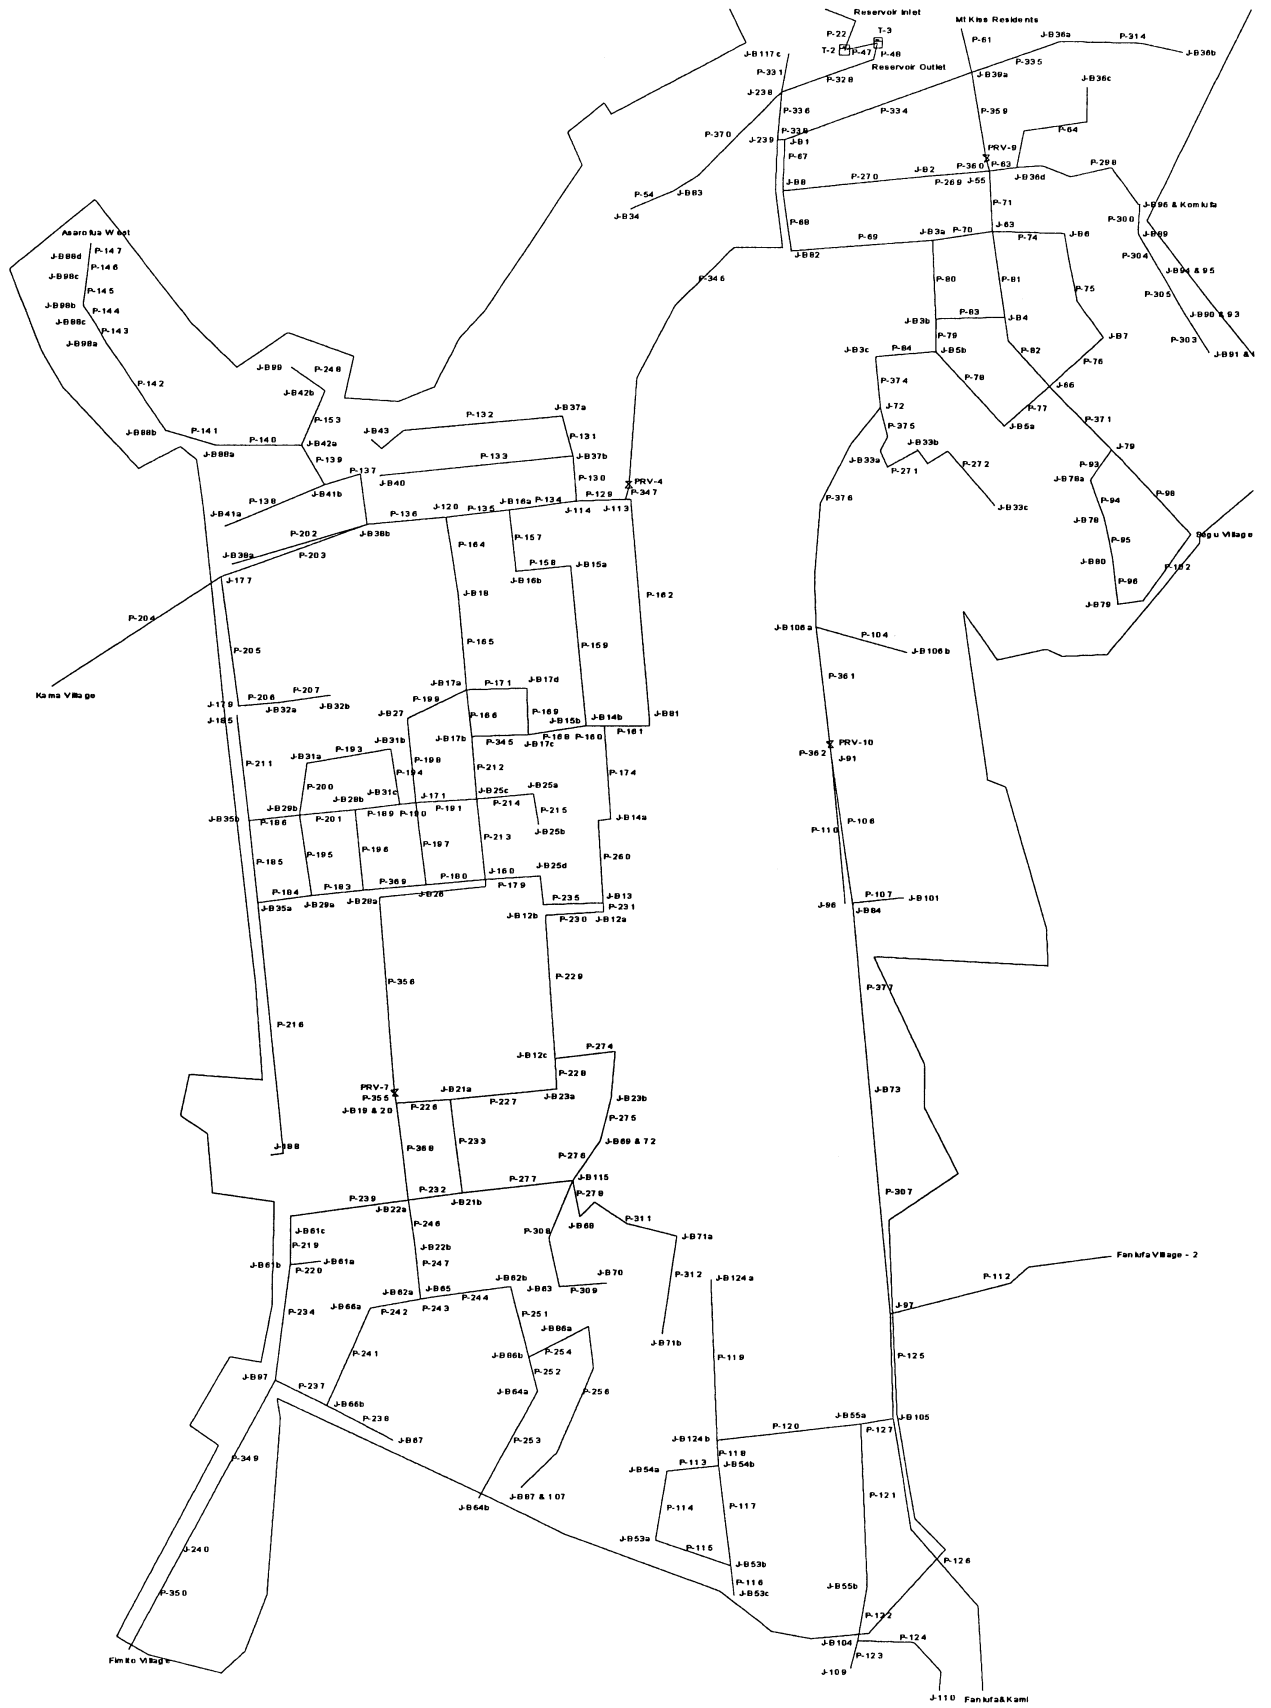 Reservoir Inlet
Mt Kiss Residents
P-22
T-3
P-61
J-B36a
P-314
T-2
P-47
P-48
J-B117c
P-335
J-B36b
P-331
Reservoir Outlet
P-328
J-B39a
J-B36c
J-238
P-336
P-334
P-359
P-370
P-338
P-64
J-239
J-B1
PRV-9
P-67
P-360
P-63
P-298
J-B2
J-B8
P-270
P-269
J-55
J-B36d
P-54
J-B83
J-B34
P-71
J-B96 & Komlufa
P-68
P-300
Asarofua West
J-63
P-70
J-B3a
P-74
J-B6
J-B89
P-69
P-147
J-B88d
J-B82
P-304
P-146
J-B98c
P-346
P-80
P-81
J-B94 & 95
P-145
P-75
P-305
J-B98b
P-144
J-B88c
P-83
J-B3b
J-B4
J-B90 & 93
P-143
P-79
J-B98a
P-84
J-B3c
J-B5b
P-82
J-B7
P-303
J-B91 &
J-B99
P-248
P-76
P-142
J-B42b
P-374
P-78
J-66
J-B37a
J-72
P-77
P-132
P-371
P-153
J-B88b
P-141
J-B43
P-131
P-375
J-B5a
P-140
J-B42a
J-B33b
J-79
J-B88a
P-139
P-133
J-B37b
J-B33a
P-271
P-272
P-93
P-137
J-B40
P-130
J-B78a
PRV-4
P-347
P-138
J-B41b
P-134
P-129
P-94
P-98
J-B41a
J-120
P-135
J-B16a
J-114
J-113
P-376
J-B33c
P-136
J-B78
P-202
J-B38b
P-157
P-95
Segu Village
J-B38a
P-203
P-164
P-158
J-B15a
J-B80
P-102
J-177
J-B16b
P-96
J-B18
P-162
J-B79
P-204
J-B106a
P-104
P-205
P-165
P-159
J-B106b
P-361
J-B17a
P-171
J-B17d
Kama Village
P-206
P-207
P-199
J-179
J-B32a
J-B32b
J-B27
P-166
P-169
J-B15b
J-B14b
J-B81
J-185
P-345
P-168
P-160
P-161
P-193
J-B31b
J-B17b
J-B17c
PRV-10
P-362
J-91
J-B31a
P-198
P-211
P-212
P-174
P-194
P-200
J-B31c
J-171
J-B25c
J-B25a
J-B28b
J-B29b
P-214
P-186
P-201
P-189
P-190
P-191
P-215
J-B14a
P-106
J-B35b
J-B25b
P-110
P-185
P-195
P-196
P-197
P-213
P-260
J-160
J-B25d
P-180
P-184
P-183
P-369
P-179
P-235
J-B13
P-107
J-B101
J-B35a
J-B29a
J-B28a
J-B26
P-231
J-96
J-B84
J-B12b
P-230
J-B12a
P-356
P-229
P-377
P-216
P-274
J-B12c
P-228
PRV-7
J-B21a
J-B73
P-355
J-B23a
J-B23b
J-B19 & 20
P-226
P-227
P-275
J-188
P-368
P-233
J-B69 & 72
P-276
P-277
J-B115
P-232
P-239
P-278
J-B22a
J-B21b
P-307
J-B61c
P-246
P-308
J-B68
P-311
J-B71a
P-219
J-B22b
J-B61b
J-B61a
P-247
Fanlufa Village - 2
P-220
P-312
J-B62b
J-B70
J-B124a
P-112
J-B62a
J-B65
J-B63
P-309
P-244
J-B66a
P-242
P-243
P-251
J-97
P-234
J-B86a
J-B71b
P-241
J-B86b
P-254
P-119
P-125
P-252
J-B97
P-237
J-B64a
P-256
J-B66b
P-238
J-B55a
J-B105
P-120
P-127
J-B67
P-253
J-B124b
P-118
P-349
P-113
J-B54a
J-B54b
J-B87 & 107
P-121
J-B64b
P-114
P-117
J-B53a
P-115
J-240
J-B53b
P-126
P-116
J-B55b
P-350
J-B53c
P-122
P-124
J-B104
P-123
Fimito Village
J-109
J-110
Fanlufa&Kami